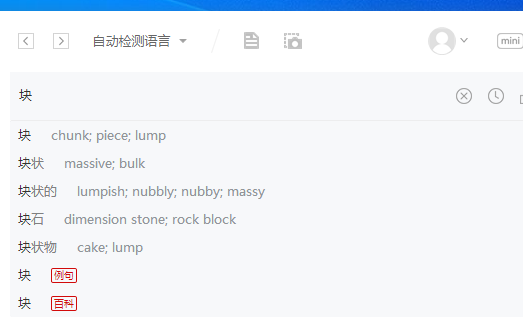 自动检测语言 mini
块
块 chunk; piece; lump
块状 massive; bulk
块状的 lumpish; nubbly; nubby; massy
块石 dimension stone; rock block
块状物 cake; lump
块 例句
块 百科